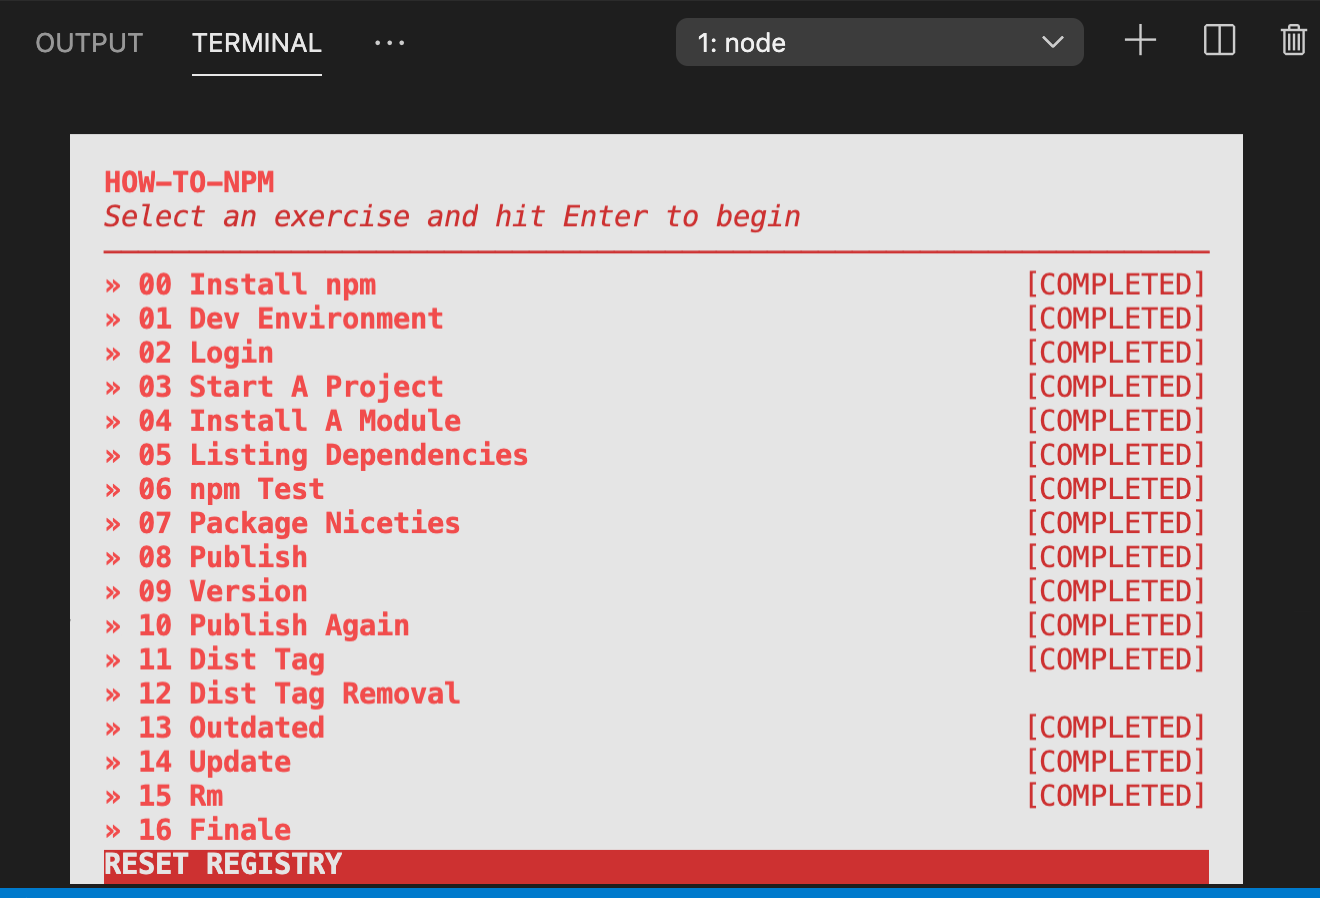 OUTPUT TERMINAL ··· 1: node
HOW-TO-NPM
Select an exercise and hit Enter to begin
» 00 Install npm [COMPLETED]
» 01 Dev Environment [COMPLETED]
» 02 Login [COMPLETED]
» 03 Start A Project [COMPLETED]
» 04 Install A Module [COMPLETED]
» 05 Listing Dependencies [COMPLETED]
» 06 npm Test [COMPLETED]
» 07 Package Niceties [COMPLETED]
» 08 Publish [COMPLETED]
» 09 Version [COMPLETED]
» 10 Publish Again [COMPLETED]
» 11 Dist Tag [COMPLETED]
» 12 Dist Tag Removal
» 13 Outdated [COMPLETED]
» 14 Update [COMPLETED]
» 15 Rm [COMPLETED]
» 16 Finale
RESET REGISTRY